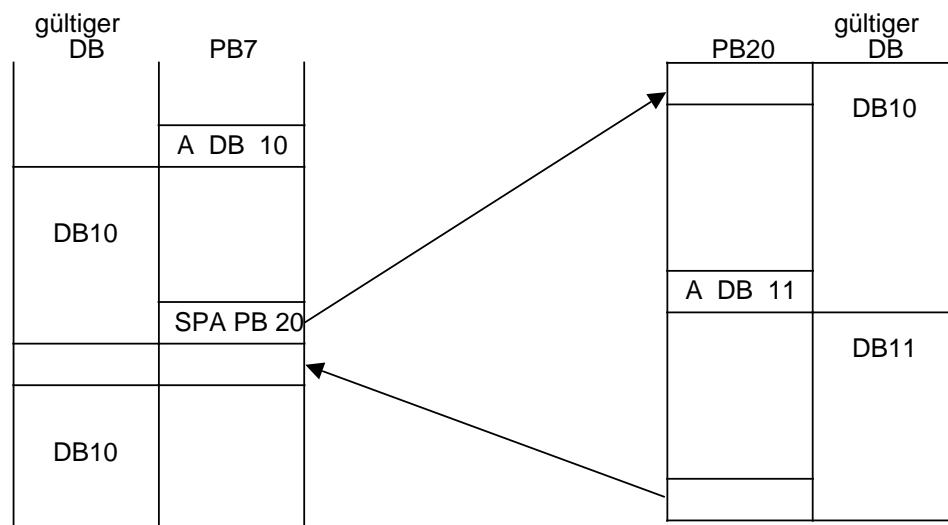 gültiger
DB
PB7
A DB 10
DB10
SPA PB 20
DB10
PB20
gültiger
DB
DB10
A DB 11
DB11